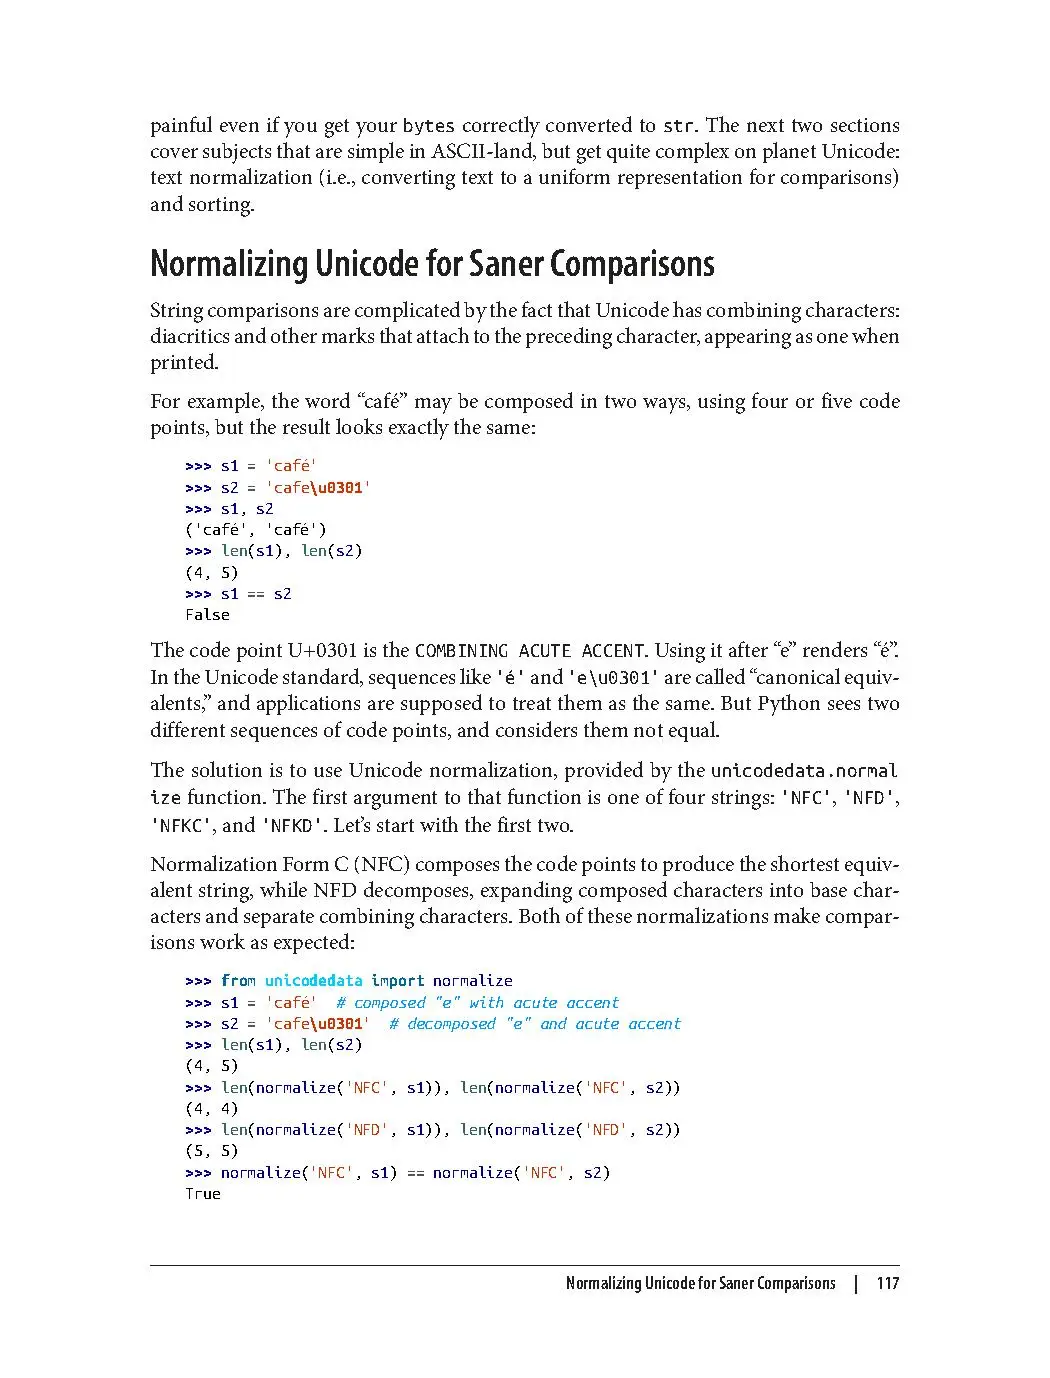 painful even if you get your bytes correctly converted to str. The next two sections
cover subjects that are simple in ASCII-land, but get quite complex on planet Unicode:
text normalization (i.e., converting text to a uniform representation for comparisons)
and sorting.
Normalizing Unicode for Saner Comparisons
String comparisons are complicated by the fact that Unicode has combining characters:
diacritics and other marks that attach to the preceding character, appearing as one when
printed.
For example, the word “café” may be composed in two ways, using four or five code
points, but the result looks exactly the same:
>>> s1 = 'café'
>>> s2 = 'cafe\u0301'
>>> s1, s2
('café', 'café')
>>> len(s1), len(s2)
(4, 5)
>>> s1 == s2
False
The code point U+0301 is the COMBINING ACUTE ACCENT. Using it after “e” renders “é”.
In the Unicode standard, sequences like 'é' and 'e\u0301' are called “canonical equiv-
alents,” and applications are supposed to treat them as the same. But Python sees two
different sequences of code points, and considers them not equal.
The solution is to use Unicode normalization, provided by the unicodedata.normal
ize function. The first argument to that function is one of four strings: 'NFC', 'NFD',
'NFKC', and 'NFKD'. Let’s start with the first two.
Normalization Form C (NFC) composes the code points to produce the shortest equiv-
alent string, while NFD decomposes, expanding composed characters into base char-
acters and separate combining characters. Both of these normalizations make compar-
isons work as expected:
>>> from unicodedata import normalize
>>> s1 = 'café'  # composed "e" with acute accent
>>> s2 = 'cafe\u0301'  # decomposed "e" and acute accent
>>> len(s1), len(s2)
(4, 5)
>>> len(normalize('NFC', s1)), len(normalize('NFC', s2))
(4, 4)
>>> len(normalize('NFD', s1)), len(normalize('NFD', s2))
(5, 5)
>>> normalize('NFC', s1) == normalize('NFC', s2)
True
Normalizing Unicode for Saner Comparisons | 117